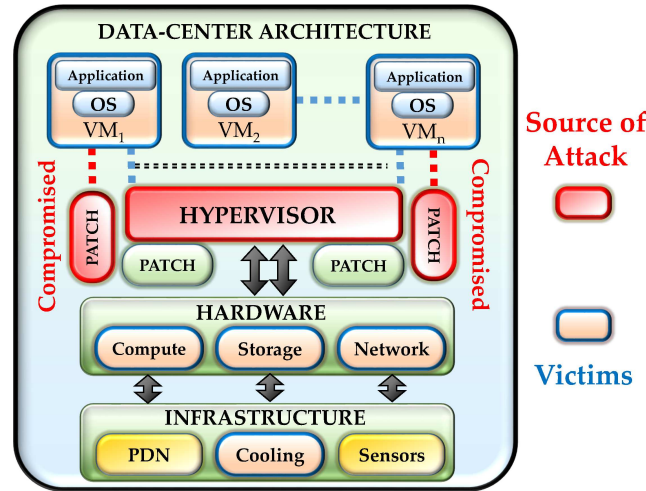 DATA-CENTER ARCHITECTURE
Application
Application
Application
OS
OS
OS
VM1
VM2
VMn
Source of
Attack
Compromised
PATCH
HYPERVISOR
PATCH
Compromised
PATCH
PATCH
HARDWARE
Compute
Storage
Network
Victims
INFRASTRUCTURE
PDN
Cooling
Sensors